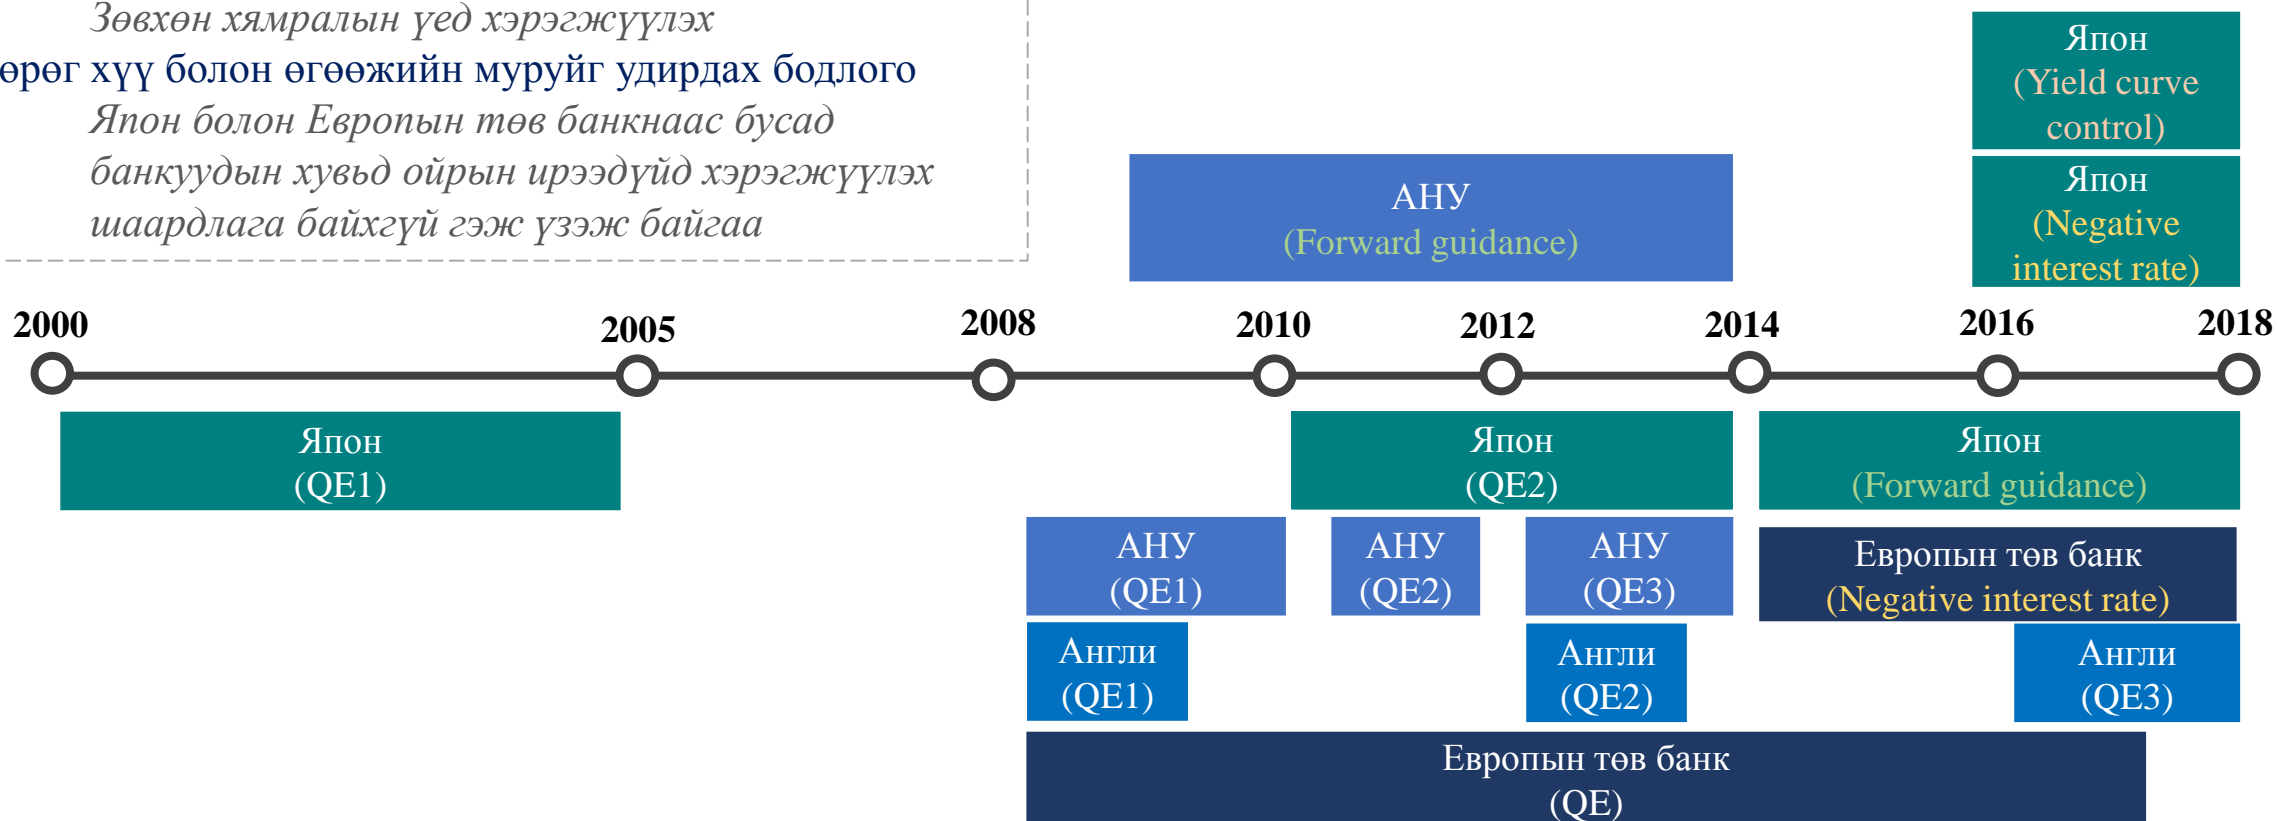 Зөвхөн хямралын үед хэрэгжүүлэх
өрөг хүү болон өгөөжийн муруйг удирдах бодлого
Япон болон Европын төв банкнаас бусад
банкуудын хувьд ойрын ирээдүйд хэрэгжүүлэх
шаардлага байхгүй гэж үзэж байгаа
Япон
(Yield curve
control)
АНУ
(Forward guidance)
Япон
(Negative
interest rate)
2000
2005
2008
2010
2012
2014
2016
2018
Япон
(QE1)
Япон
(QE2)
Япон
(Forward guidance)
АНУ
(QE1)
АНУ
(QE2)
АНУ
(QE3)
Европын төв банк
(Negative interest rate)
Англи
(QE1)
Англи
(QE2)
Англи
(QE3)
Европын төв банк
(QE)